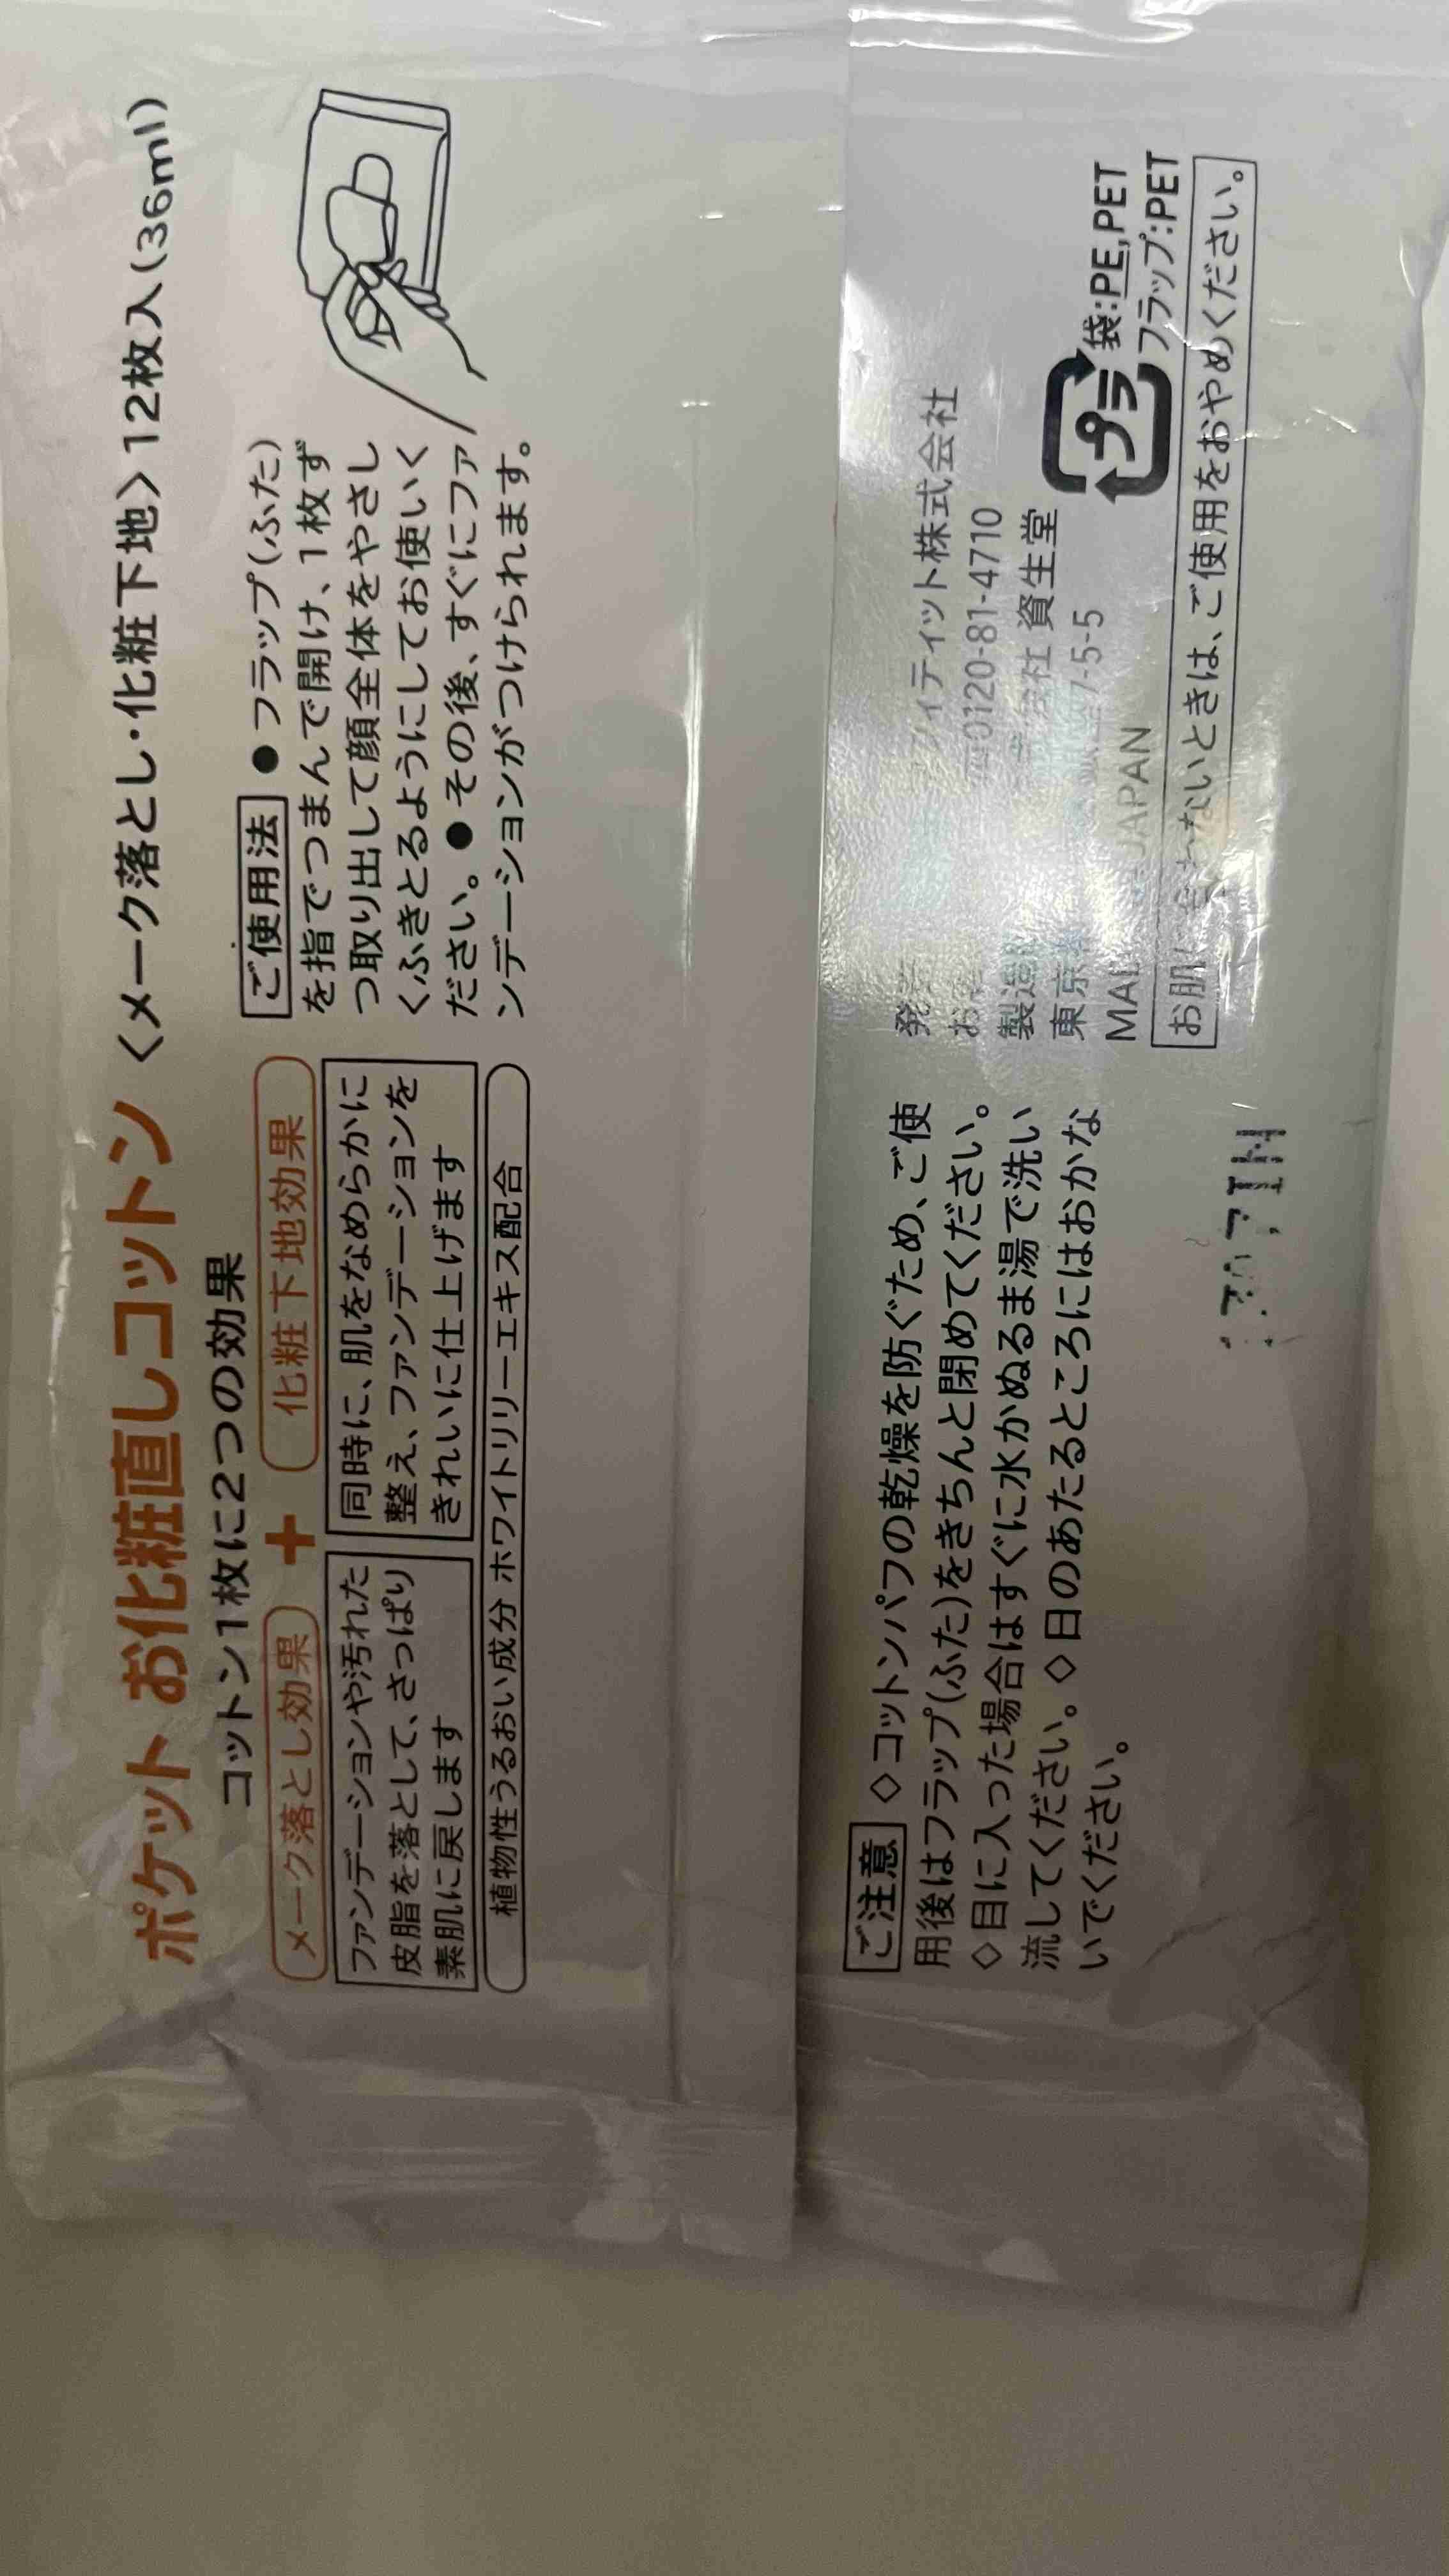 ポケット お化粧直しコットン 〈メーク落とし・化粧下地〉12枚入(36ml)
コットン1枚に2つの効果
メーク落とし効果 + 化粧下地効果
ファンデーションや汚れた
皮脂を落として、さっぱり
素肌に戻します
同時に、肌をなめらかに
整え、ファンデーションを
きれいに仕上げます
植物性うるおい成分 ホワイトリリーエキス配合
ご使用法 ●フラップ(ふた)
を指でつまんで開け、1枚ず
つ取り出して顔全体をやさし
くふきとるようにしてお使いく
ださい。●その後、すぐにファ
ンデーションがつけられます。
ご注意 ◇コットンパフの乾燥を防ぐため、ご使
用後はフラップ(ふた)をきちんと閉めてください。
◇目に入った場合はすぐに水かぬるま湯で洗い
流してください。◇日のあたるところにはおかな
いでください。
フィティット株式会社
0120-81-4710
資生堂
7-5-5
JAPAN
プラ
袋:PE,PET
フラップ:PET
お肌に合わないときは、ご使用をおやめください。